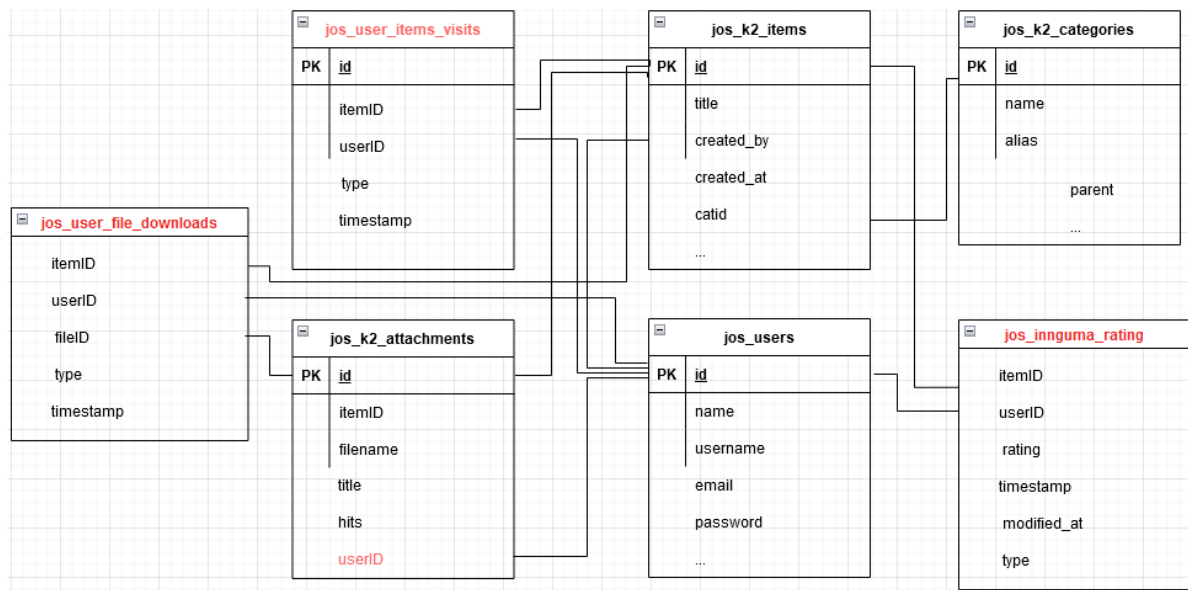 jos_user_items_visits
PK id
itemID
userID
type
timestamp
jos_k2_items
PK id
title
created_by
created_at
catid
...
jos_k2_categories
PK id
name
alias
parent
...
jos_user_file_downloads
itemID
userID
fileID
type
timestamp
jos_k2_attachments
PK id
itemID
filename
title
hits
userID
jos_users
PK id
name
username
email
password
...
jos_innguma_rating
itemID
userID
rating
timestamp
modified_at
type